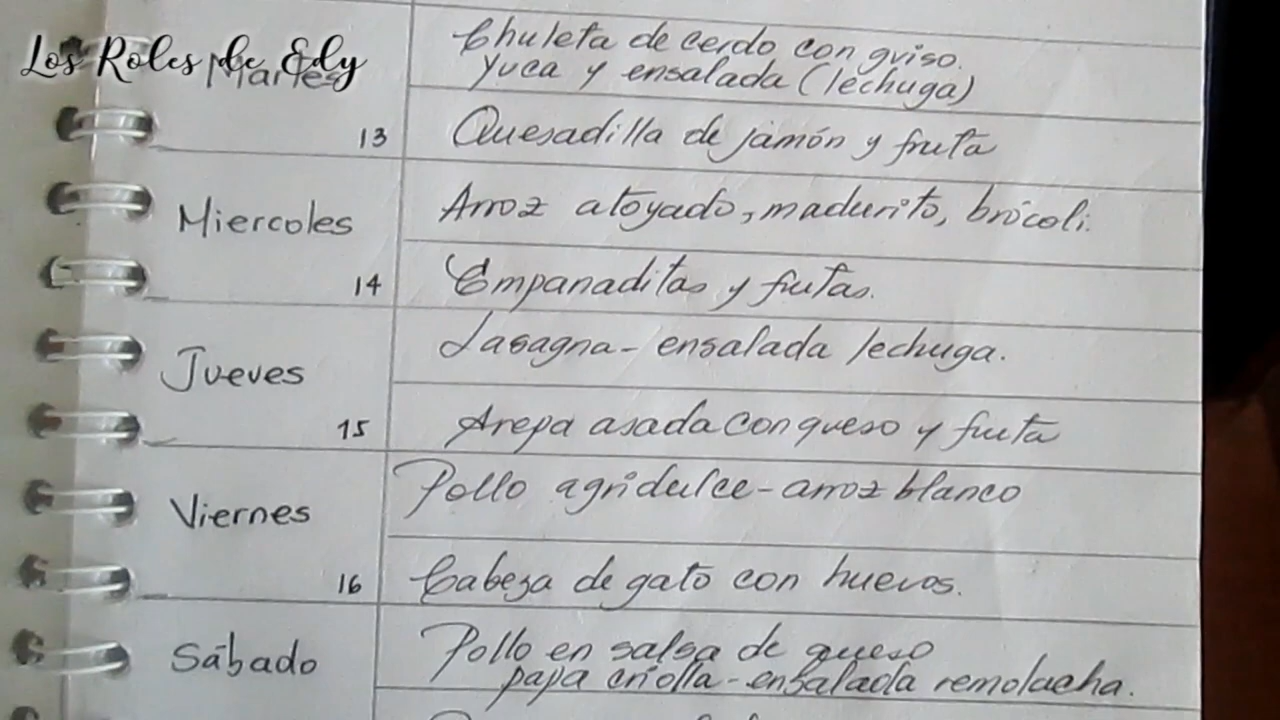 Los Roles de Edy
Martes
13
Chuleta de cerdo con guiso.
yuca y ensalada (lechuga)
Quesadilla de jamón y fruta
Miercoles
14
Arroz atoyado, madurito, brócoli.
Empanaditas y frutas.
Jueves
15
Lasagna - ensalada lechuga.
Arepa asada con queso y fruta
Viernes
16
Pollo agridulce - arroz blanco
Cabeza de gato con huevos.
Sábado
Pollo en salsa de queso
papa criolla - ensalada remolacha.